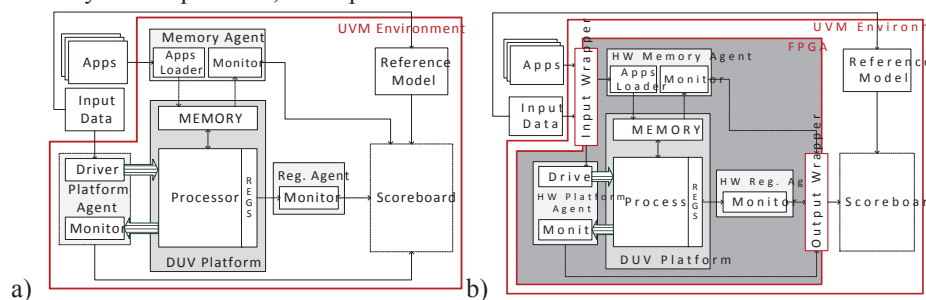 UVM Environment
Memory Agent
Apps
Apps
Loader
Monitor
Reference
Model
Input
Data
MEMORY
Driver
Platform
Agent
Monitor
Processor
REGS
Reg. Agent
Monitor
Scoreboard
DUV Platform
a)
UVM Environ
FPGA
Apps
Input Wrapper
HW Memory Agent
Apps
Loader
Monitor
Reference
Model
Input
Data
MEMORY
Drive
HW Platform
Agent
Monit
Process
REGS
HW Reg. Ag
Monitor
Output Wrapper
Scoreboard
DUV Platform
b)